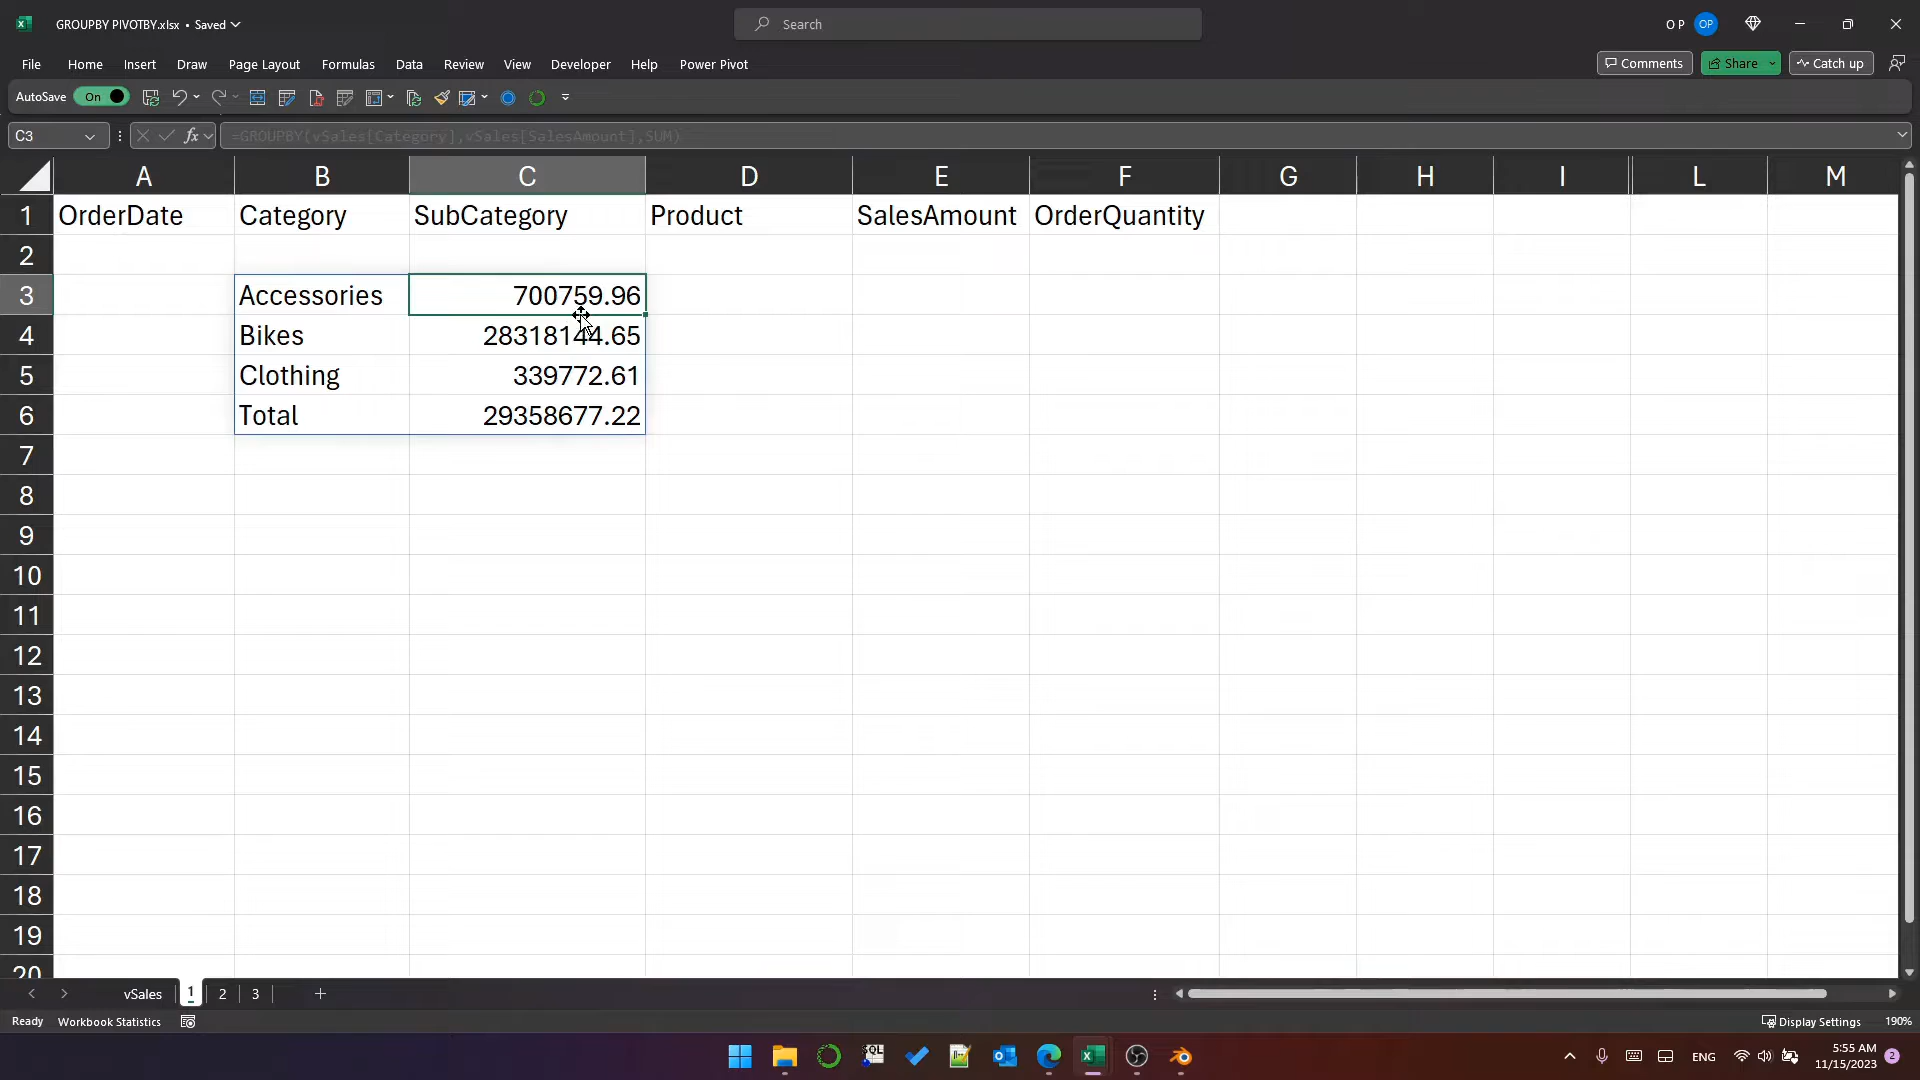 GROUPBY PIVOTBY.xlsx • Saved
Search
O P
OP
File Home Insert Draw Page Layout Formulas Data Review View Developer Help Power Pivot
Comments
Share
Catch up
AutoSave On
C3
fx
=GROUPBY(vSales[Category],vSales[SalesAmount],SUM)
A B C D E F G H I L M
1 OrderDate Category SubCategory Product SalesAmount OrderQuantity
2
3 Accessories 700759.96
4 Bikes 28318144.65
5 Clothing 339772.61
6 Total 29358677.22
7
8
9
10
11
12
13
14
15
16
17
18
19
20
vSales 1 2 3
Ready Workbook Statistics
Display Settings 190%
SQL
ENG
5:55 AM
11/15/2023
2